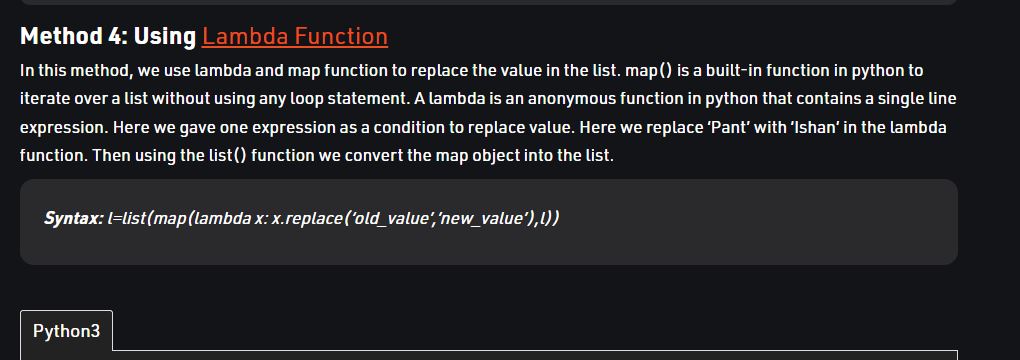 Method 4: Using Lambda Function
In this method, we use lambda and map function to replace the value in the list. map() is a built-in function in python to
iterate over a list without using any loop statement. A lambda is an anonymous function in python that contains a single line
expression. Here we gave one expression as a condition to replace value. Here we replace ‘Pant’ with ‘Ishan’ in the lambda
function. Then using the list() function we convert the map object into the list.
Syntax: l=list(map(lambda x: x.replace(‘old_value’,’new_value’),l))
Python3